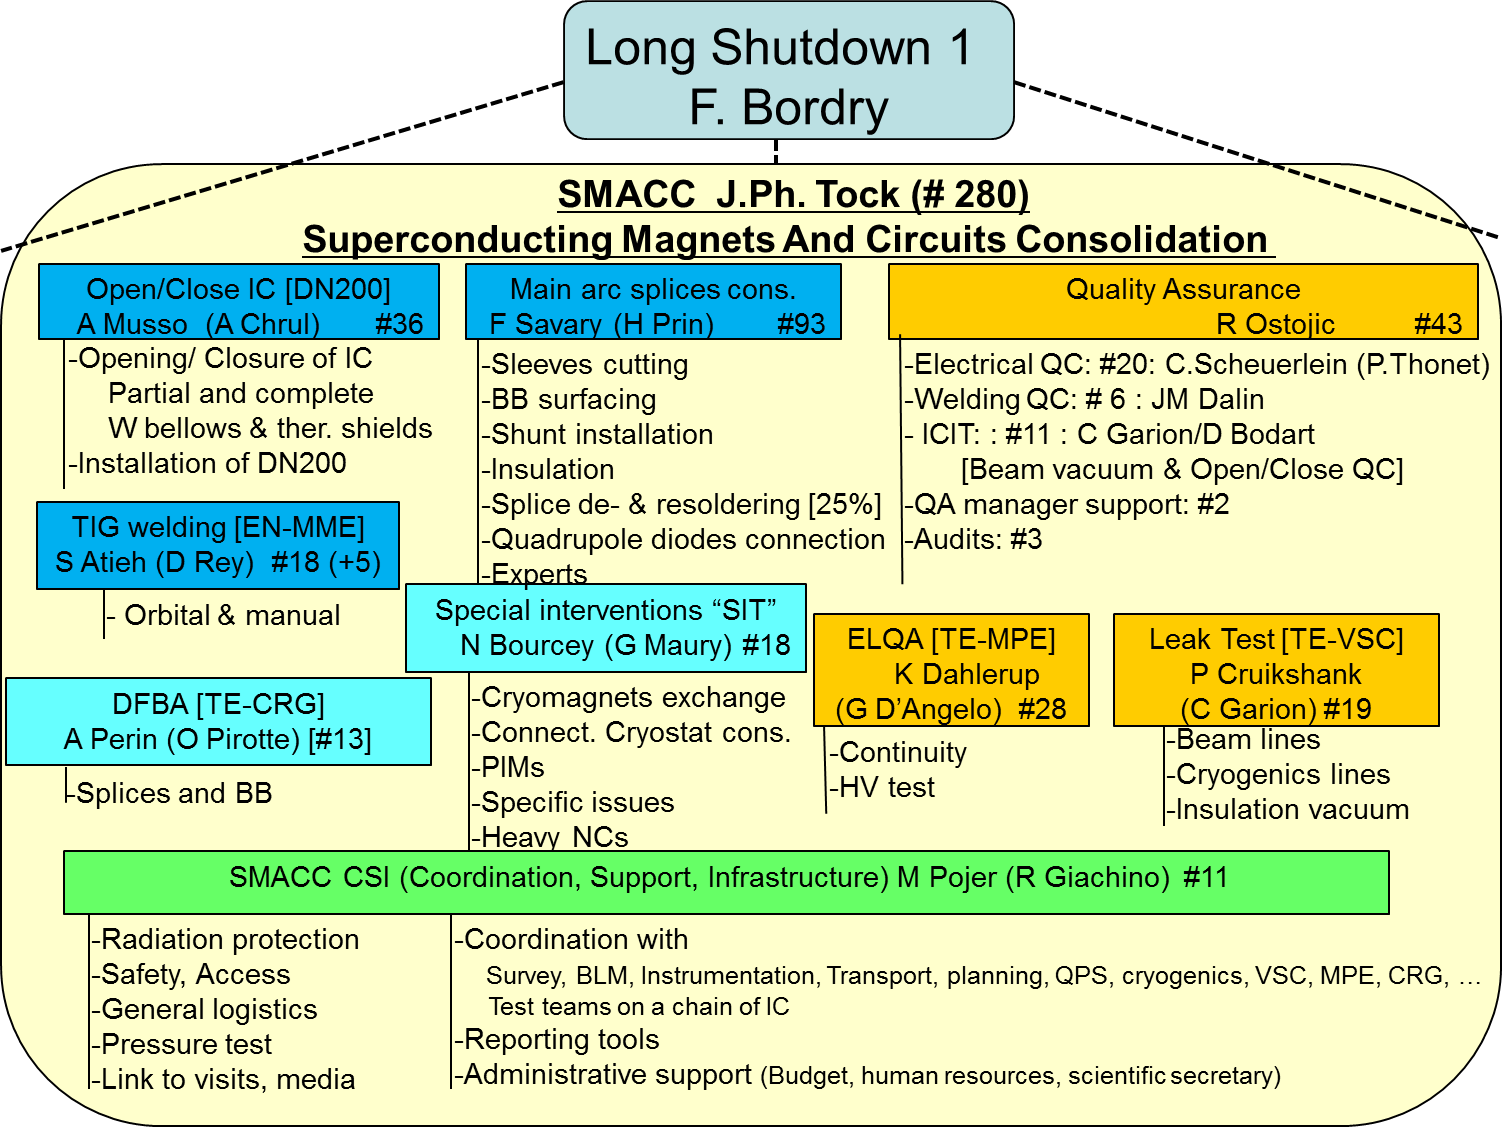 Long Shutdown 1
F. Bordry
SMACC J.Ph. Tock (# 280)
Superconducting Magnets And Circuits Consolidation
Open/Close IC [DN200]
A Musso (A Chrul) #36
-Opening/ Closure of IC
Partial and complete
W bellows & ther. shields
-Installation of DN200
Main arc splices cons.
F Savary (H Prin) #93
-Sleeves cutting
-BB surfacing
-Shunt installation
-Insulation
-Splice de- & resoldering [25%]
-Quadrupole diodes connection
-Experts
Quality Assurance
R Ostojic #43
-Electrical QC: #20: C.Scheuerlein (P.Thonet)
-Welding QC: # 6 : JM Dalin
- ICIT: : #11 : C Garion/D Bodart
[Beam vacuum & Open/Close QC]
-QA manager support: #2
-Audits: #3
TIG welding [EN-MME]
S Atieh (D Rey) #18 (+5)
- Orbital & manual
Special interventions “SIT”
N Bourcey (G Maury) #18
-Cryomagnets exchange
-Connect. Cryostat cons.
-PIMs
-Specific issues
-Heavy NCs
ELQA [TE-MPE]
K Dahlerup
(G D’Angelo) #28
-Continuity
-HV test
Leak Test [TE-VSC]
P Cruikshank
(C Garion) #19
-Beam lines
-Cryogenics lines
-Insulation vacuum
DFBA [TE-CRG]
A Perin (O Pirotte) [#13]
-Splices and BB
SMACC CSI (Coordination, Support, Infrastructure) M Pojer (R Giachino) #11
-Radiation protection
-Safety, Access
-General logistics
-Pressure test
-Link to visits, media
-Coordination with
Survey, BLM, Instrumentation, Transport, planning, QPS, cryogenics, VSC, MPE, CRG, …
Test teams on a chain of IC
-Reporting tools
-Administrative support (Budget, human resources, scientific secretary)